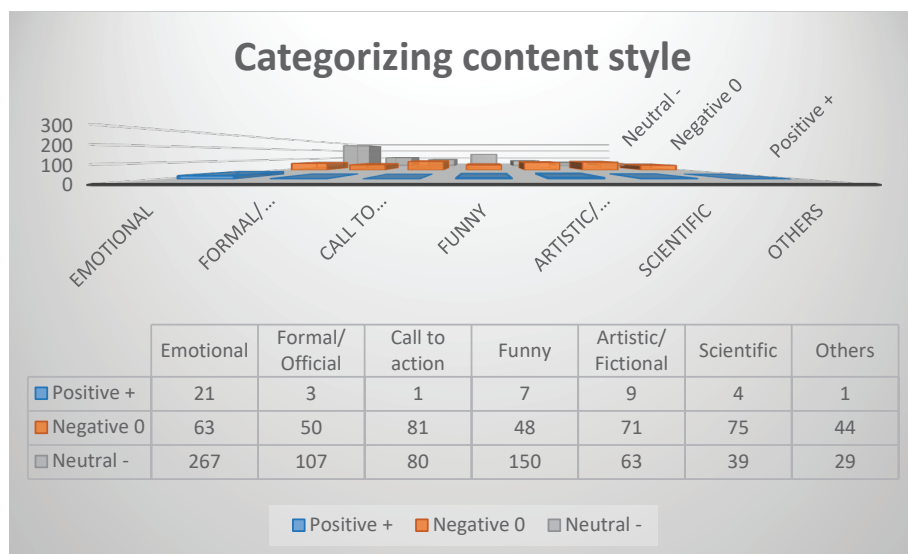 Categorizing content style
Neutral -
Negative 0
Positive +
300
200
100
0
EMOTIONAL
FORMAL/...
CALL TO...
FUNNY
ARTISTIC/...
SCIENTIFIC
OTHERS
Emotional Formal/ Official Call to action Funny Artistic/ Fictional Scientific Others
Positive + 21 3 1 7 9 4 1
Negative 0 63 50 81 48 71 75 44
Neutral - 267 107 80 150 63 39 29
Positive + Negative 0 Neutral -